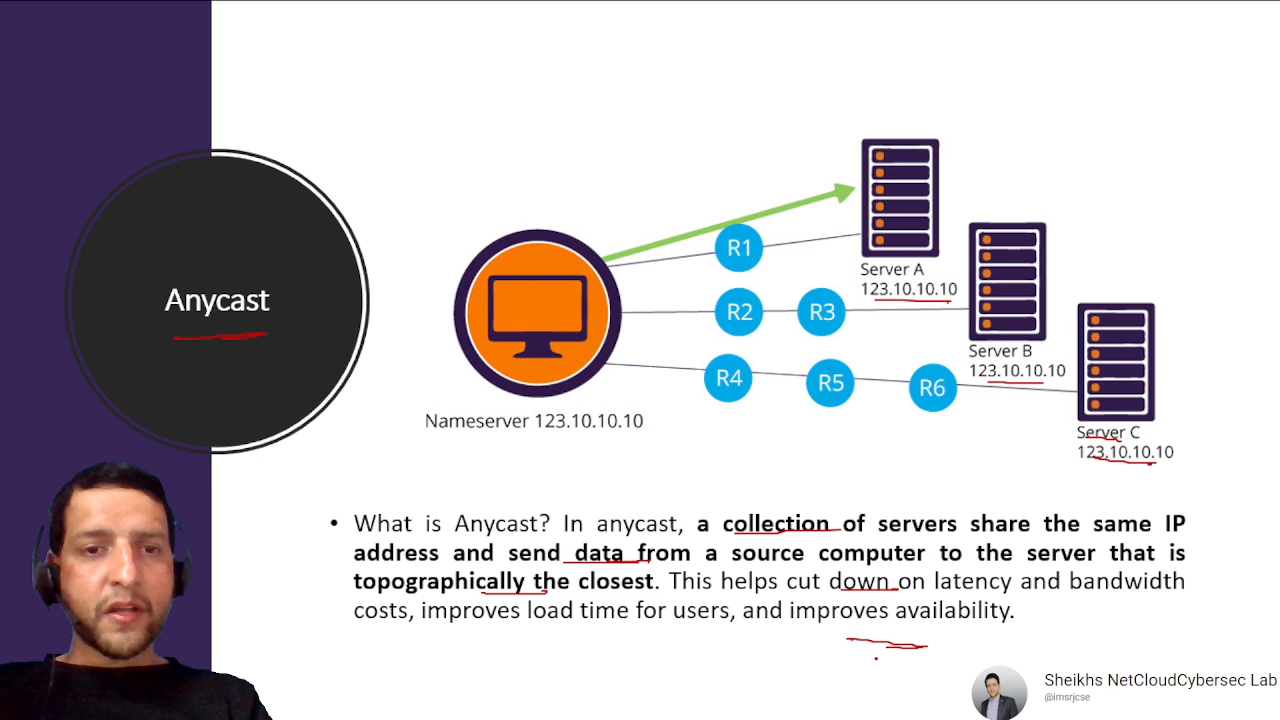 Anycast
R1
R2
R3
R4
R5
R6
Server A
123.10.10.10
Server B
123.10.10.10
Server C
123.10.10.10
Nameserver 123.10.10.10
• What is Anycast? In anycast, a collection of servers share the same IP
address and send data from a source computer to the server that is
topographically the closest. This helps cut down on latency and bandwidth
costs, improves load time for users, and improves availability.
Sheikhs NetCloudCybersec Lab
@imsrjcse